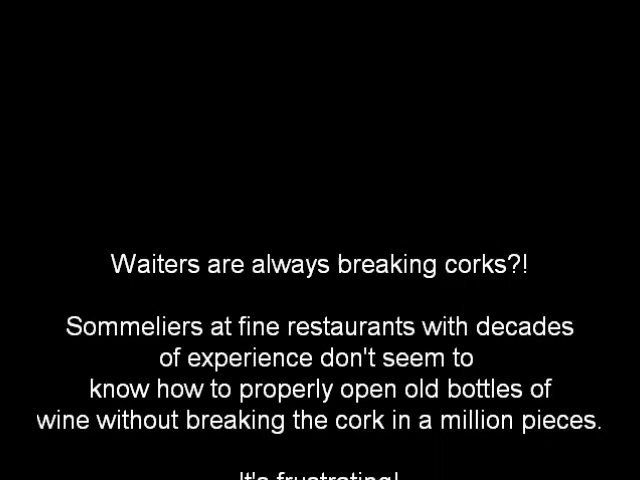 Waiters are always breaking corks?!
Sommeliers at fine restaurants with decades
of experience don't seem to
know how to properly open old bottles of
wine without breaking the cork in a million pieces.
It's frustrating!